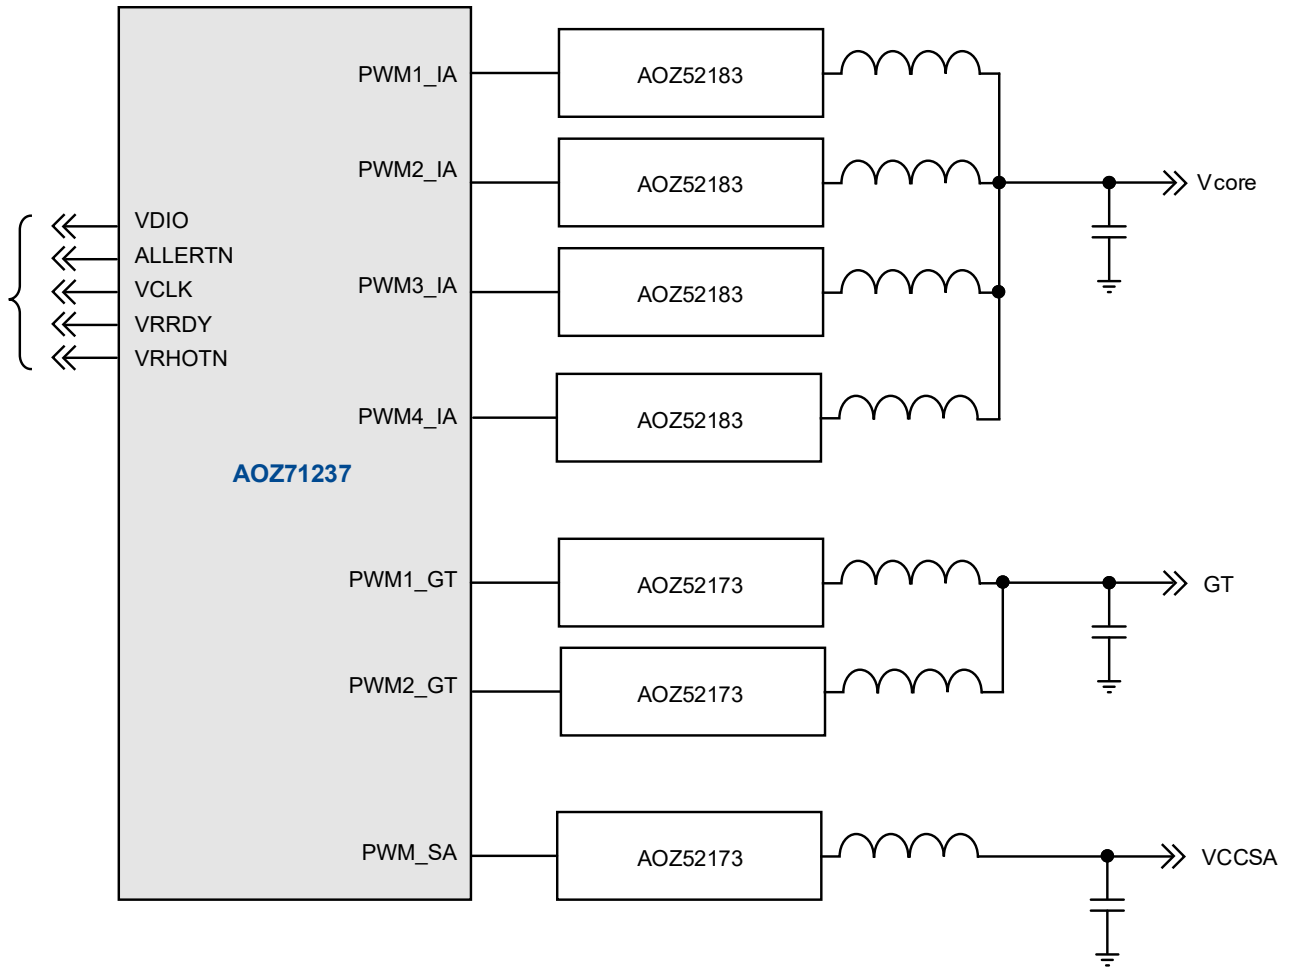 PWM1_IA
AOZ52183
PWM2_IA
AOZ52183
Vcore
VDIO
ALLERTN
VCLK
VRRDY
VRHOTN
PWM3_IA
AOZ52183
PWM4_IA
AOZ52183
AOZ71237
PWM1_GT
AOZ52173
GT
PWM2_GT
AOZ52173
PWM_SA
AOZ52173
VCCSA